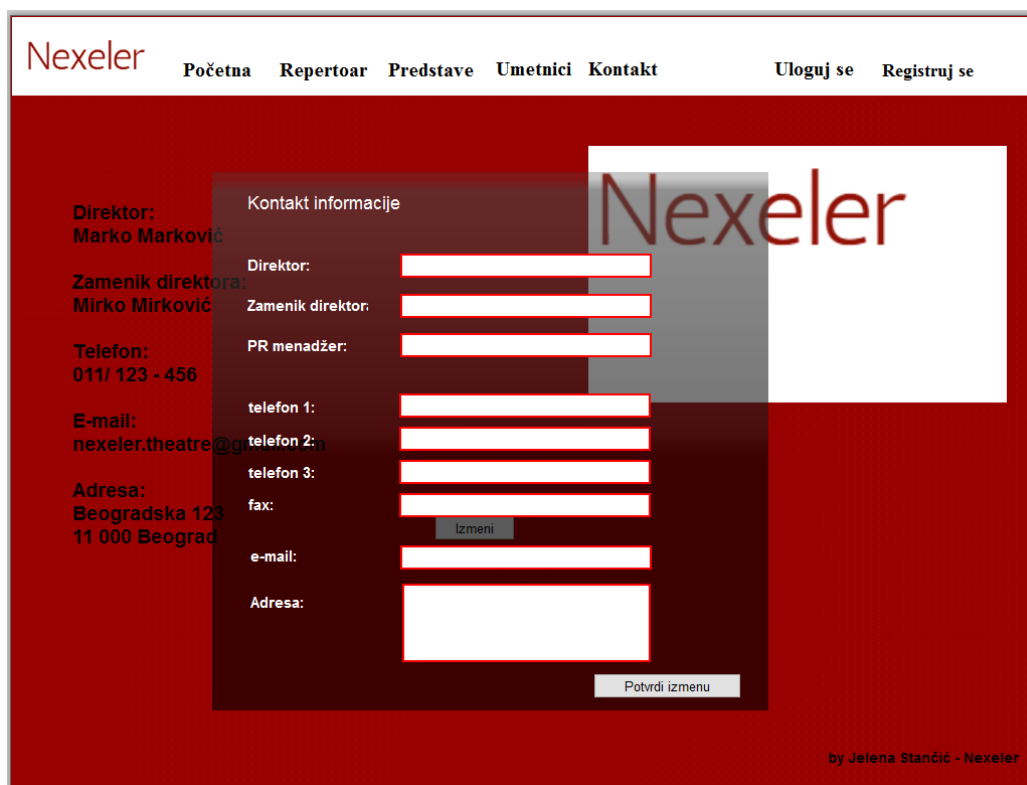 Nexeler
Početna Repertoar Predstave Umetnici Kontakt Uloguj se Registruj se
Nexeler
Direktor:
Marko Marković
Zamenik direktora:
Mirko Mirković
Telefon:
011/ 123 - 456
E-mail:
nexeler.theatre@gmail.com
Adresa:
Beogradska 123
11 000 Beograd
Kontakt informacije
Direktor:
Zamenik direktor
PR menadžer:
telefon 1:
telefon 2:
telefon 3:
fax:
Izmeni
e-mail:
Adresa:
Potvrdi izmenu
by Jelena Stančić - Nexeler